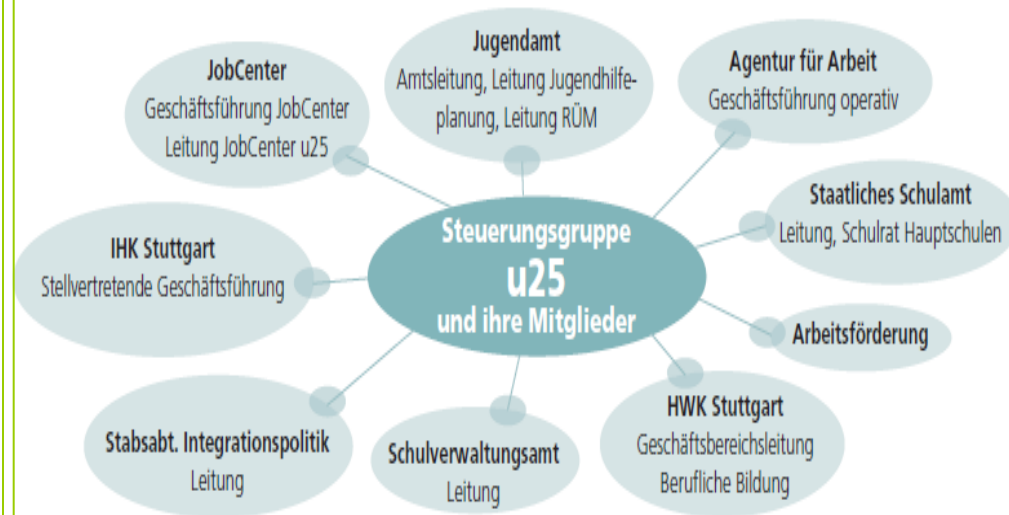 JobCenter
Geschäftsführung JobCenter
Leitung JobCenter u25
Jugendamt
Amtsleitung, Leitung Jugendhilfe-
planung, Leitung RÜM
Agentur für Arbeit
Geschäftsführung operativ
Staatliches Schulamt
Leitung, Schulrat Hauptschulen
IHK Stuttgart
Stellvertretende Geschäftsführung
Steuerungsgruppe
u25
und ihre Mitglieder
Arbeitsförderung
Stabsabt. Integrationspolitik
Leitung
Schulverwaltungsamt
Leitung
HWK Stuttgart
Geschäftsbereichsleitung
Berufliche Bildung